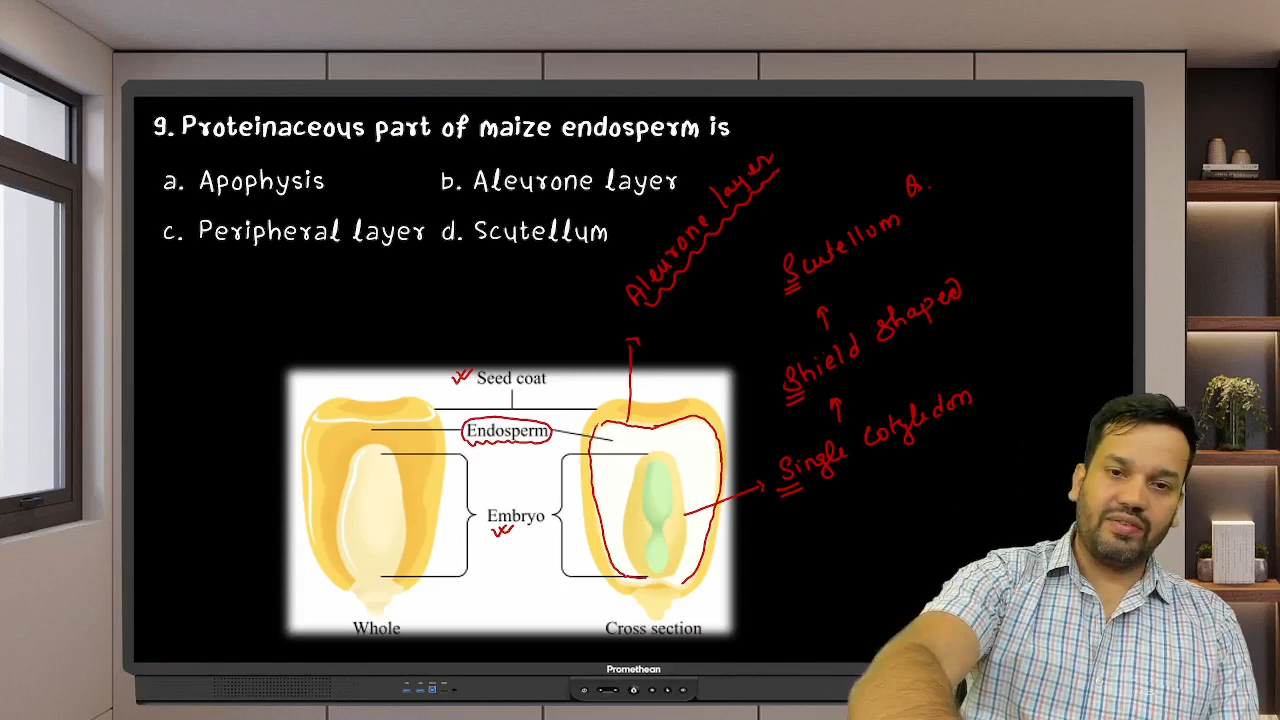 9. Proteinaceous part of maize endosperm is
a. Apophysis b. Aleurone layer
c. Peripheral layer d. Scutellum
Aleurone layer
Scutellum
Shield shaped
Single cotyledon
Seed coat
Endosperm
Embryo
Whole
Cross section
Promethean